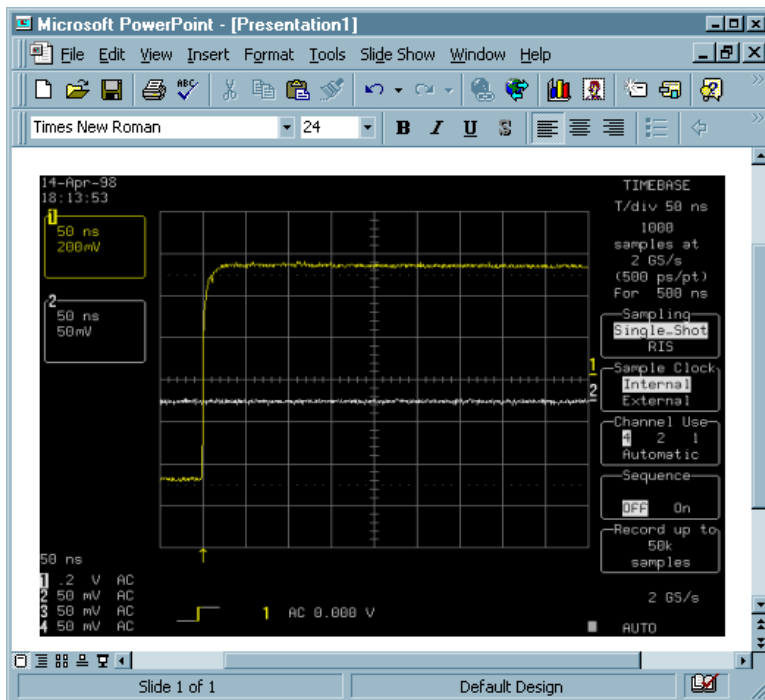 Microsoft PowerPoint - [Presentation1]
File Edit View Insert Format Tools Slide Show Window Help
ABC
Times New Roman 24 B I U S
14-Apr-98
18:13:53
1
50 ns
200mV
2
50 ns
50mV
TIMEBASE
T/div 50 ns
1000
samples at
2 GS/s
(500 ps/pt)
For 500 ns
Sampling
Single_Shot
RIS
1
2
Sample Clock
Internal
External
Channel Use
4 2 1
Automatic
Sequence
OFF On
Record up to
50k
samples
50 ns
1 .2 V AC
2 50 mV AC
3 50 mV AC
4 50 mV AC
1 AC 0.000 V
2 GS/s
AUTO
Slide 1 of 1 Default Design